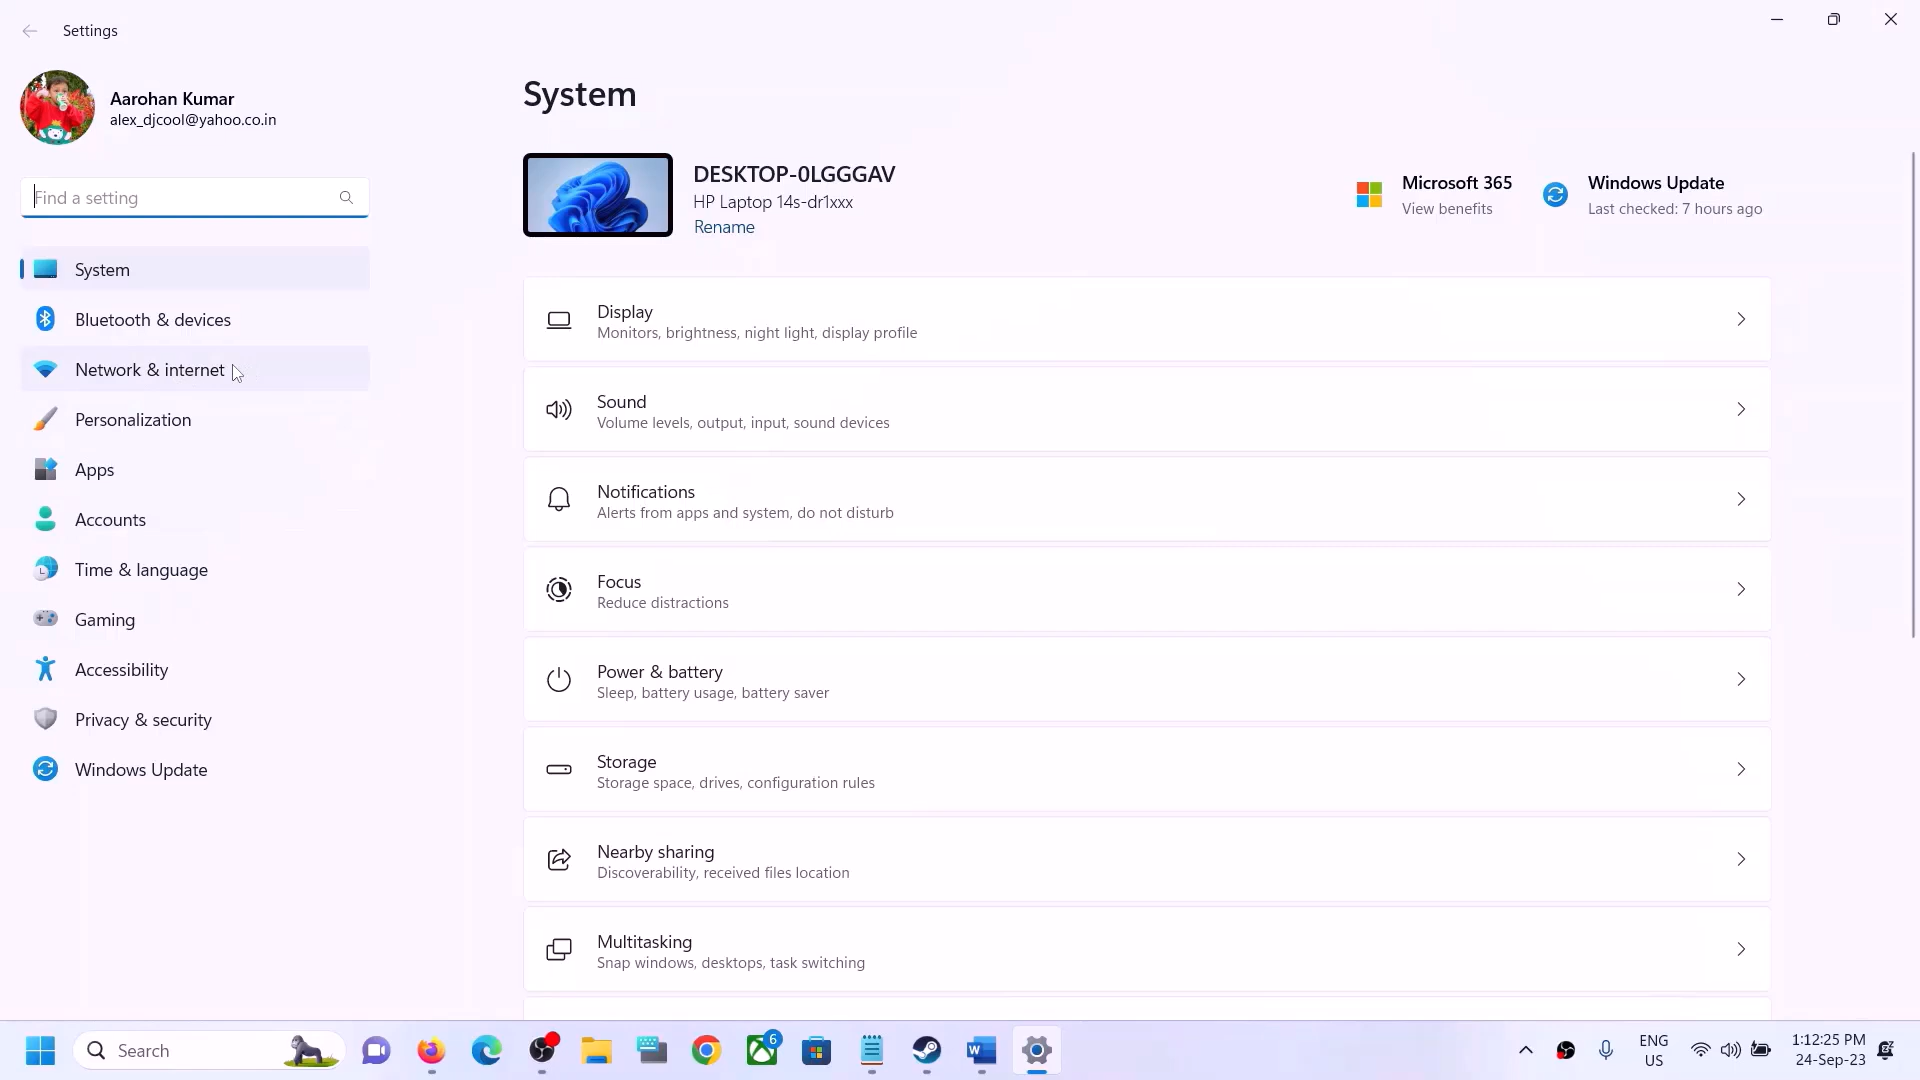 Settings
Aarohan Kumar
alex_djcool@yahoo.co.in
Find a setting
System
Bluetooth & devices
Network & internet
Personalization
Apps
Accounts
Time & language
Gaming
Accessibility
Privacy & security
Windows Update
System
DESKTOP-0LGGGAV
HP Laptop 14s-dr1xxx
Rename
Microsoft 365
View benefits
Windows Update
Last checked: 7 hours ago
Display
Monitors, brightness, night light, display profile
Sound
Volume levels, output, input, sound devices
Notifications
Alerts from apps and system, do not disturb
Focus
Reduce distractions
Power & battery
Sleep, battery usage, battery saver
Storage
Storage space, drives, configuration rules
Nearby sharing
Discoverability, received files location
Multitasking
Snap windows, desktops, task switching
Search
6
ENG
US
1:12:25 PM
24-Sep-23